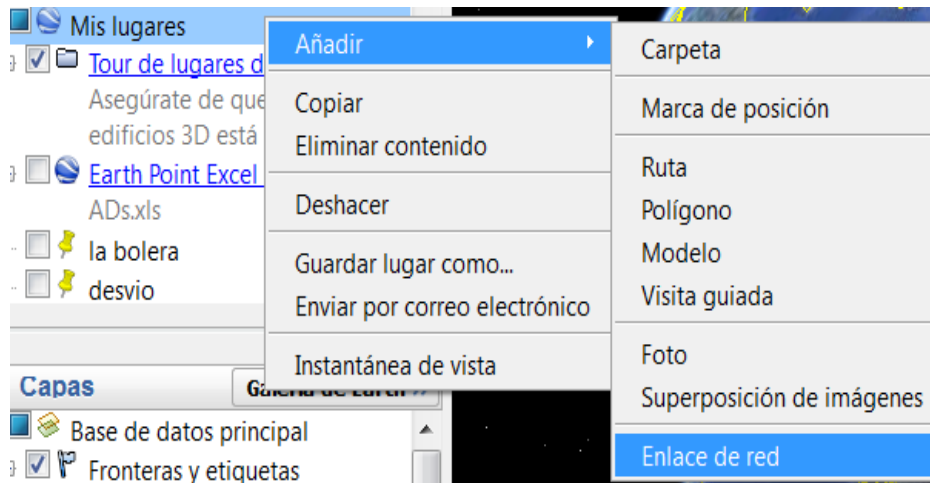 Mis lugares
Tour de lugares d
Asegúrate de que
edificios 3D está
Earth Point Excel
ADs.xls
la bolera
desvio
Capas
Galería de Earth »
Base de datos principal
Fronteras y etiquetas
Añadir
Copiar
Eliminar contenido
Deshacer
Guardar lugar como...
Enviar por correo electrónico
Instantánea de vista
Carpeta
Marca de posición
Ruta
Polígono
Modelo
Visita guiada
Foto
Superposición de imágenes
Enlace de red